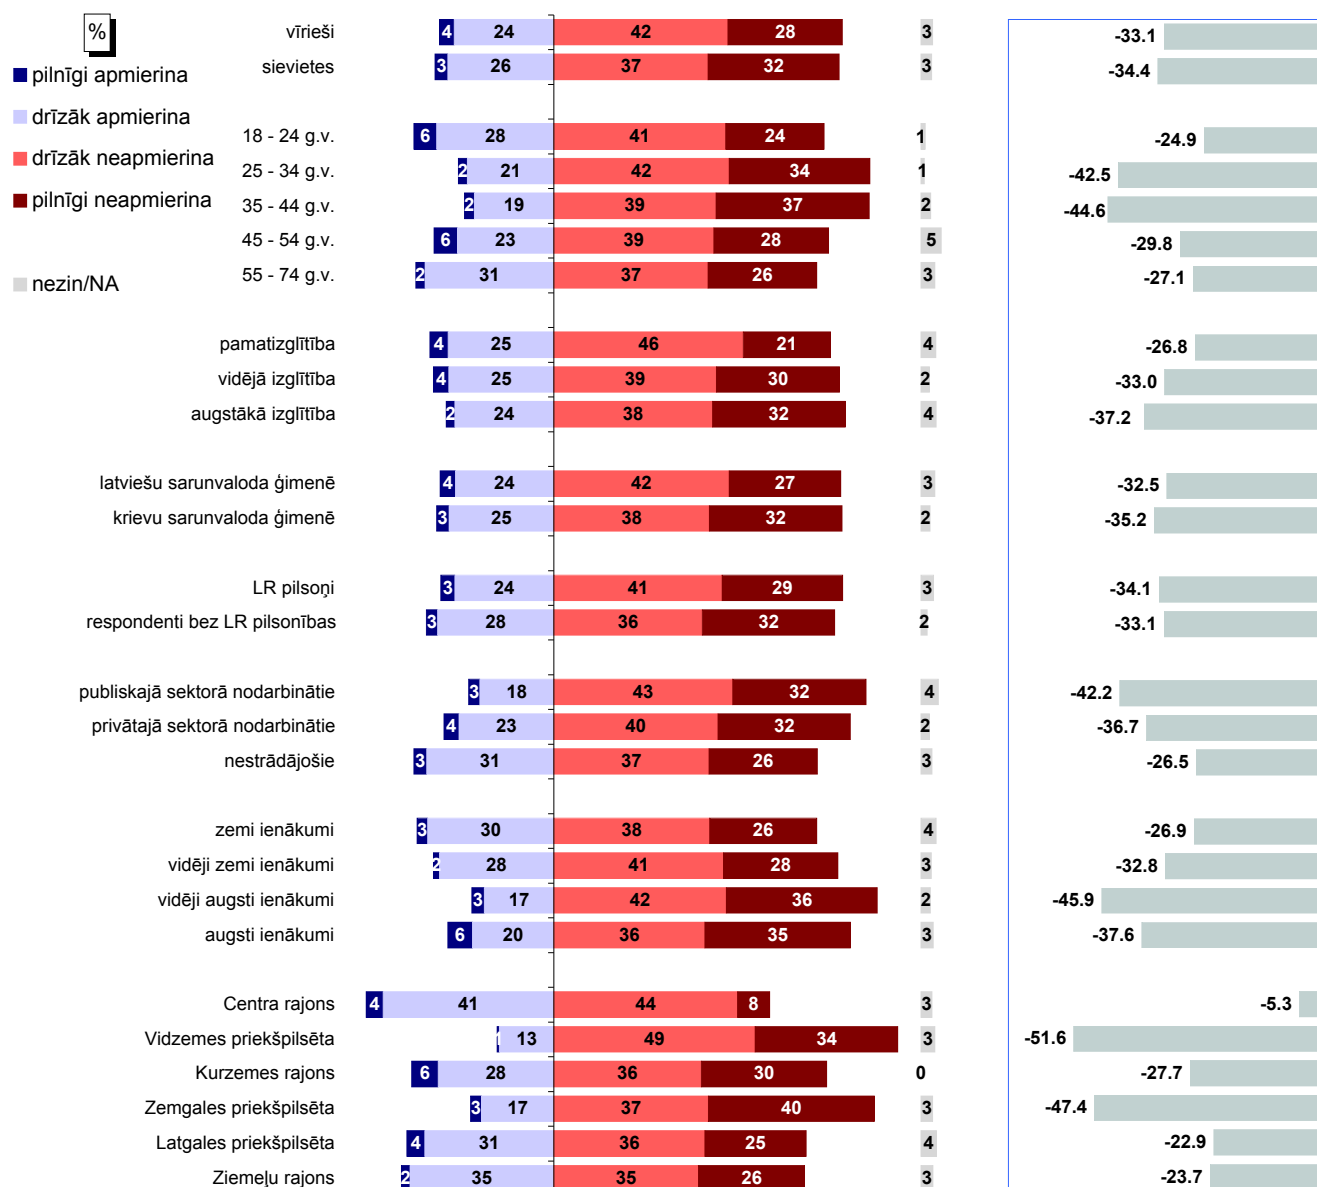 %
pilnīgi apmierina
drīzāk apmierina
drīzāk neapmierina
pilnīgi neapmierina
nezin/NA
vīrieši 4 24 42 28 3 -33.1
sievietes 3 26 37 32 3 -34.4
18 - 24 g.v. 6 28 41 24 1 -24.9
25 - 34 g.v. 2 21 42 34 1 -42.5
35 - 44 g.v. 2 19 39 37 2 -44.6
45 - 54 g.v. 6 23 39 28 5 -29.8
55 - 74 g.v. 2 31 37 26 3 -27.1
pamatizglītība 4 25 46 21 4 -26.8
vidējā izglītība 4 25 39 30 2 -33.0
augstākā izglītība 2 24 38 32 4 -37.2
latviešu sarunvaloda ģimenē 4 24 42 27 3 -32.5
krievu sarunvaloda ģimenē 3 25 38 32 2 -35.2
LR pilsoņi 3 24 41 29 3 -34.1
respondenti bez LR pilsonības 3 28 36 32 2 -33.1
publiskajā sektorā nodarbinātie 3 18 43 32 4 -42.2
privātajā sektorā nodarbinātie 4 23 40 32 2 -36.7
nestrādājošie 3 31 37 26 3 -26.5
zemi ienākumi 3 30 38 26 4 -26.9
vidēji zemi ienākumi 2 28 41 28 3 -32.8
vidēji augsti ienākumi 3 17 42 36 2 -45.9
augsti ienākumi 6 20 36 35 3 -37.6
Centra rajons 4 41 44 8 3 -5.3
Vidzemes priekšpilsēta 1 13 49 34 3 -51.6
Kurzemes rajons 6 28 36 30 0 -27.7
Zemgales priekšpilsēta 3 17 37 40 3 -47.4
Latgales priekšpilsēta 4 31 36 25 4 -22.9
Ziemeļu rajons 2 35 35 26 3 -23.7